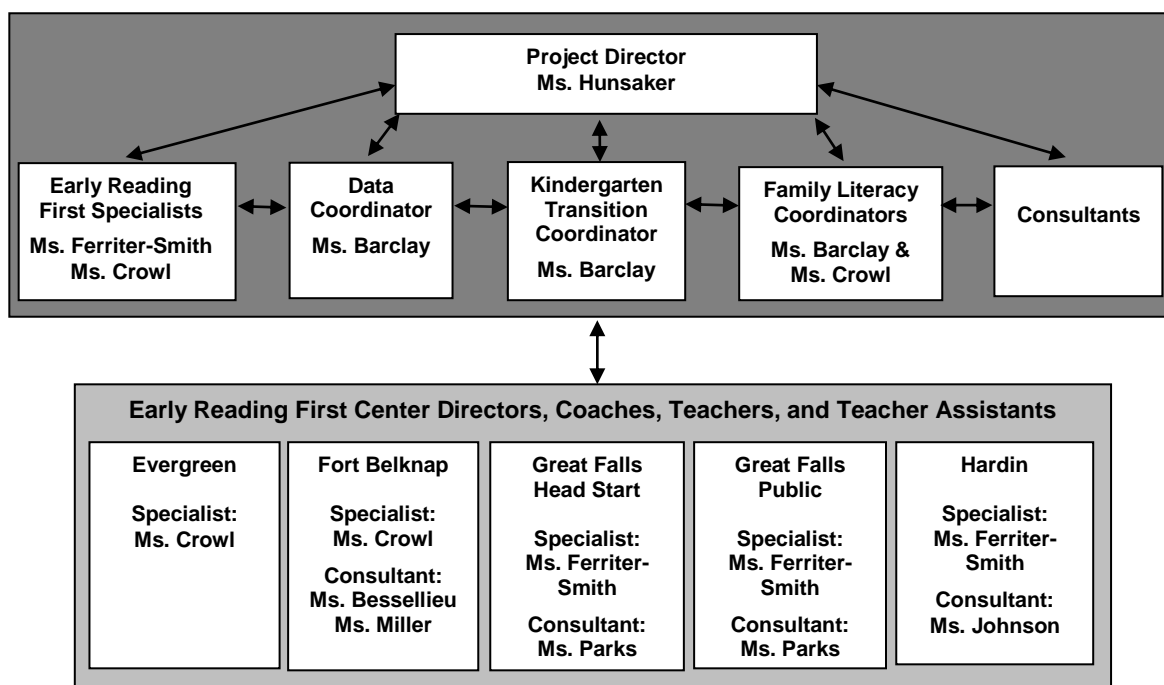 Project Director
Ms. Hunsaker
Early Reading
First Specialists
Ms. Ferriter-Smith
Ms. Crowl
Data
Coordinator
Ms. Barclay
Kindergarten
Transition
Coordinator
Ms. Barclay
Family Literacy
Coordinators
Ms. Barclay &
Ms. Crowl
Consultants
Early Reading First Center Directors, Coaches, Teachers, and Teacher Assistants
Evergreen
Specialist:
Ms. Crowl
Fort Belknap
Specialist:
Ms. Crowl
Consultant:
Ms. Bessellieu
Ms. Miller
Great Falls
Head Start
Specialist:
Ms. Ferriter-
Smith
Consultant:
Ms. Parks
Great Falls
Public
Specialist:
Ms. Ferriter-
Smith
Consultant:
Ms. Parks
Hardin
Specialist:
Ms. Ferriter-
Smith
Consultant:
Ms. Johnson